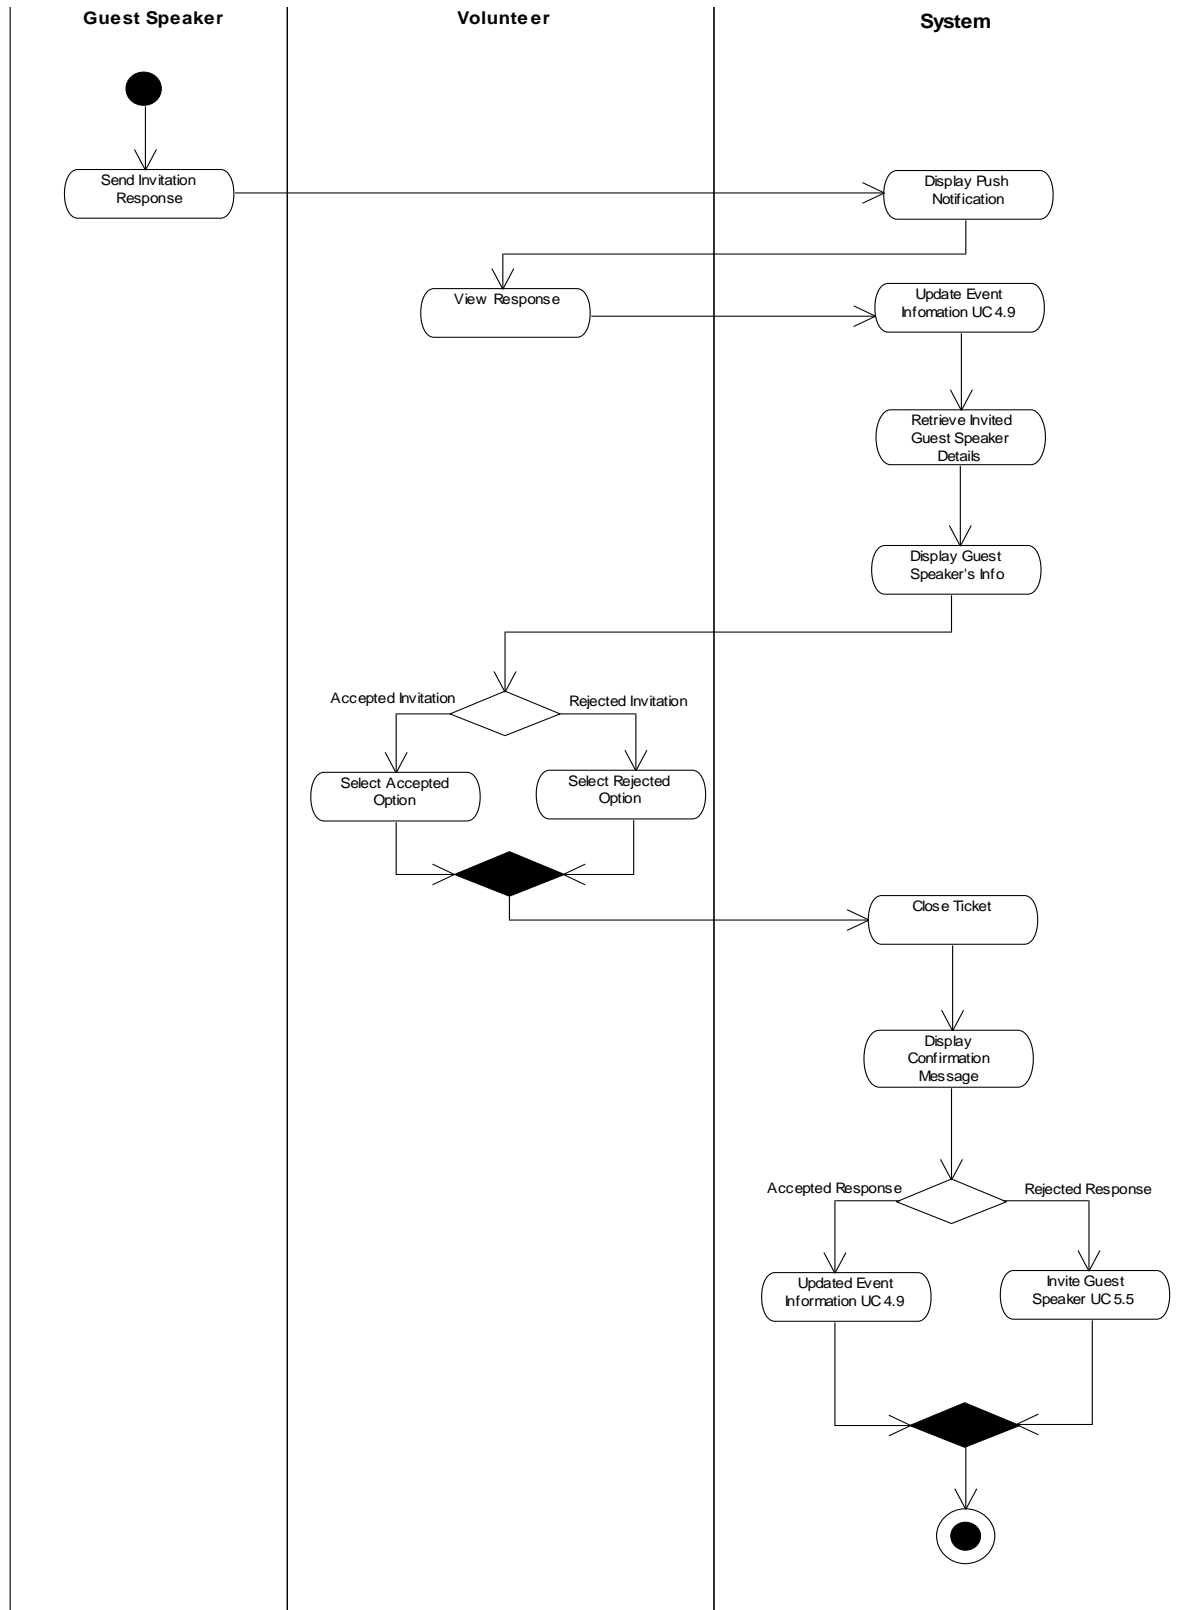 Guest Speaker
Volunteer
System
Send Invitation
Response
Display Push
Notification
View Response
Update Event
Infomation UC 4.9
Retrieve Invited
Guest Speaker
Details
Display Guest
Speaker's Info
Accepted Invitation
Rejected Invitation
Select Accepted
Option
Select Rejected
Option
Close Ticket
Display
Confirmation
Message
Accepted Response
Rejected Response
Updated Event
Information UC 4.9
Invite Guest
Speaker UC 5.5